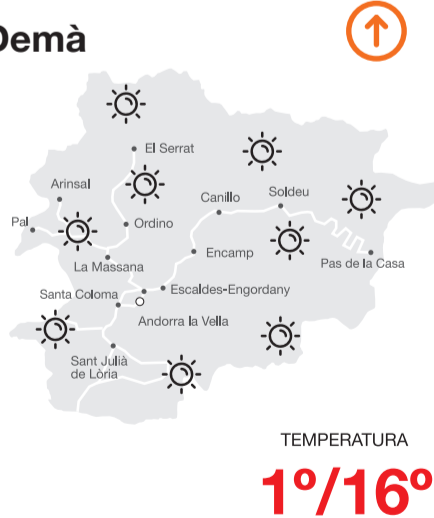 Demà
El Serrat
Arinsal
Canillo
Soldeu
Pal
Ordino
Encamp
Pas de la Casa
La Massana
Santa Coloma
Escaldes-Engordany
Andorra la Vella
Sant Julià
de Lòria
TEMPERATURA
1º/16º